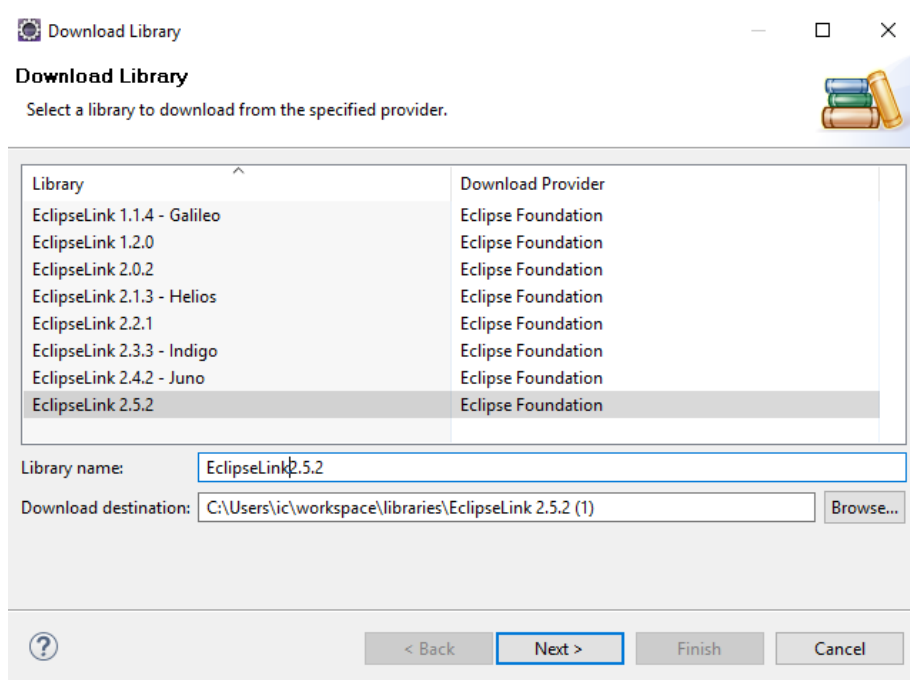 Download Library
Download Library
Select a library to download from the specified provider.
Library Download Provider
EclipseLink 1.1.4 - Galileo Eclipse Foundation
EclipseLink 1.2.0 Eclipse Foundation
EclipseLink 2.0.2 Eclipse Foundation
EclipseLink 2.1.3 - Helios Eclipse Foundation
EclipseLink 2.2.1 Eclipse Foundation
EclipseLink 2.3.3 - Indigo Eclipse Foundation
EclipseLink 2.4.2 - Juno Eclipse Foundation
EclipseLink 2.5.2 Eclipse Foundation
Library name: EclipseLink2.5.2
Download destination: C:\Users\ic\workspace\libraries\EclipseLink 2.5.2 (1) Browse...
? < Back Next > Finish Cancel